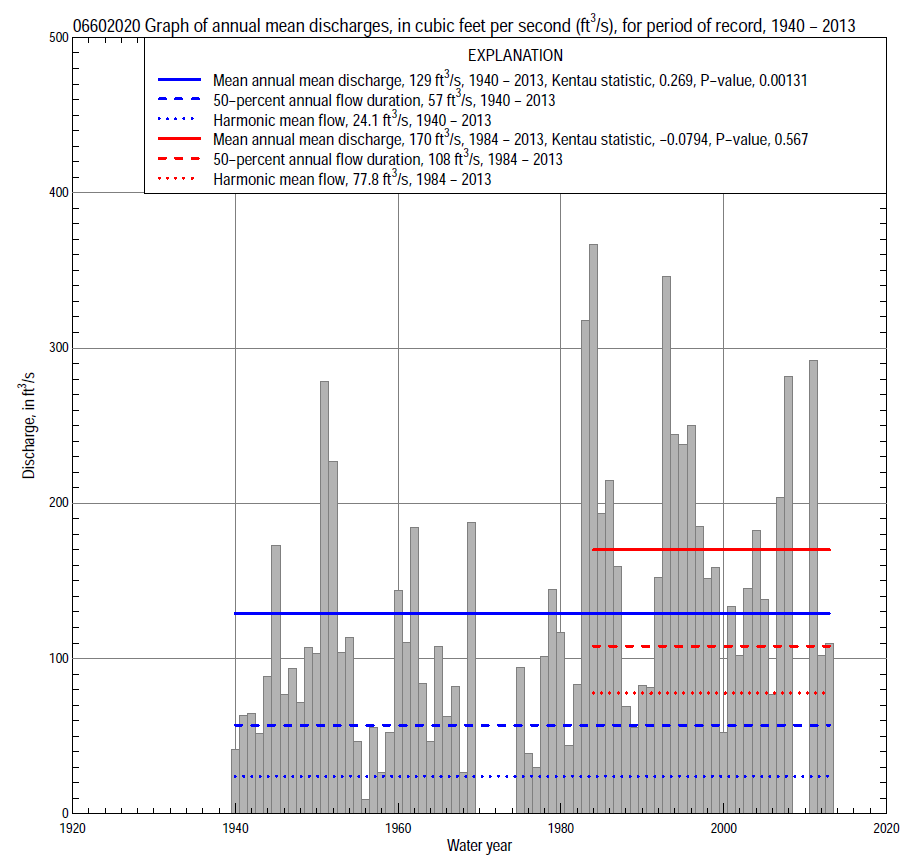 06602020 Graph of annual mean discharges, in cubic feet per second (ft³/s), for period of record, 1940 – 2013
EXPLANATION
Mean annual mean discharge, 129 ft³/s, 1940 – 2013, Kentau statistic, 0.269, P–value, 0.00131
50–percent annual flow duration, 57 ft³/s, 1940 – 2013
Harmonic mean flow, 24.1 ft³/s, 1940 – 2013
Mean annual mean discharge, 170 ft³/s, 1984 – 2013, Kentau statistic, –0.0794, P–value, 0.567
50–percent annual flow duration, 108 ft³/s, 1984 – 2013
Harmonic mean flow, 77.8 ft³/s, 1984 – 2013
500
400
300
200
100
0
Discharge, in ft³/s
1920 1940 1960 1980 2000 2020
Water year